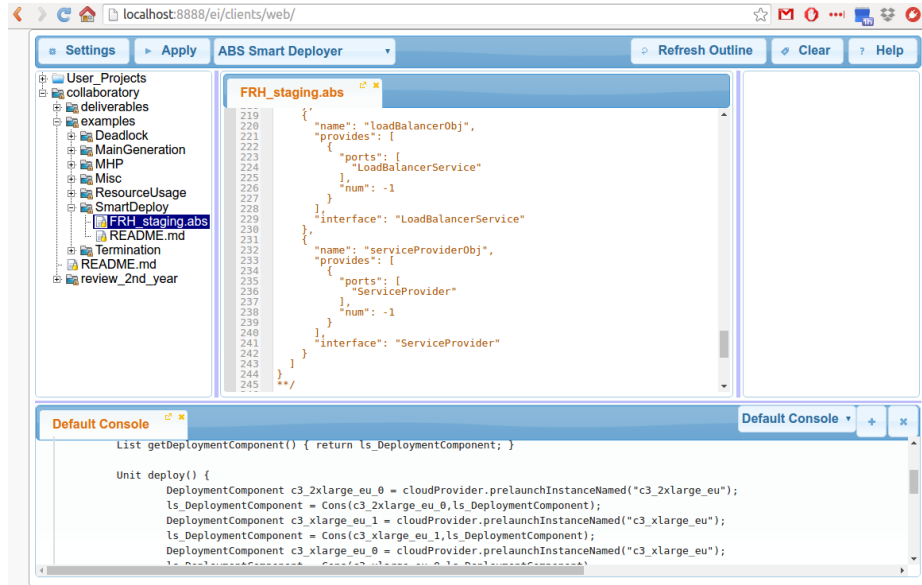 localhost:8888/ei/clients/web/
Settings
Apply
ABS Smart Deployer
Refresh Outline
Clear
? Help
User_Projects
collaboratory
deliverables
examples
Deadlock
MainGeneration
MHP
Misc
ResourceUsage
SmartDeploy
FRH_staging.abs
README.md
Termination
README.md
review_2nd_year
FRH_staging.abs
219 {
220 "name": "loadBalancerObj",
221 "provides": [
222 {
223 "ports": [
224 "LoadBalancerService"
225 ],
226 "num": -1
227 }
228 ],
229 "interface": "LoadBalancerService"
230 },
231 {
232 "name": "serviceProviderObj",
233 "provides": [
234 {
235 "ports": [
236 "ServiceProvider"
237 ],
238 "num": -1
239 }
240 ],
241 "interface": "ServiceProvider"
242 }
243 ]
244 }
245 **/
Default Console
Default Console
List getDeploymentComponent() { return ls_DeploymentComponent; }
Unit deploy() {
DeploymentComponent c3_2xlarge_eu_0 = cloudProvider.prelaunchInstanceNamed("c3_2xlarge_eu");
ls_DeploymentComponent = Cons(c3_2xlarge_eu_0,ls_DeploymentComponent);
DeploymentComponent c3_xlarge_eu_1 = cloudProvider.prelaunchInstanceNamed("c3_xlarge_eu");
ls_DeploymentComponent = Cons(c3_xlarge_eu_1,ls_DeploymentComponent);
DeploymentComponent c3_xlarge_eu_0 = cloudProvider.prelaunchInstanceNamed("c3_xlarge_eu");